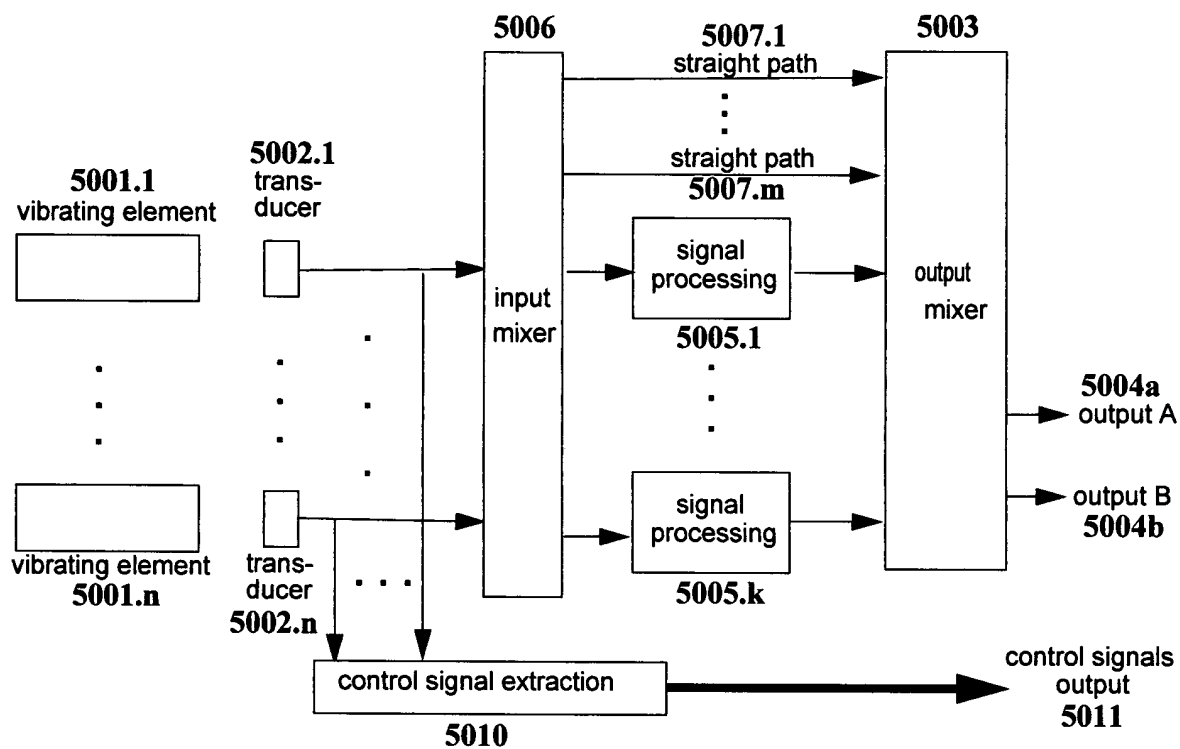 5006
5007.1
straight path
5003
straight path
5007.m
5002.1
trans-
ducer
5001.1
vibrating element
signal
processing
5005.1
input
mixer
output
mixer
5004a
output A
output B
5004b
signal
processing
5005.k
vibrating element
5001.n
trans-
ducer
5002.n
control signal extraction
5010
control signals
output
5011